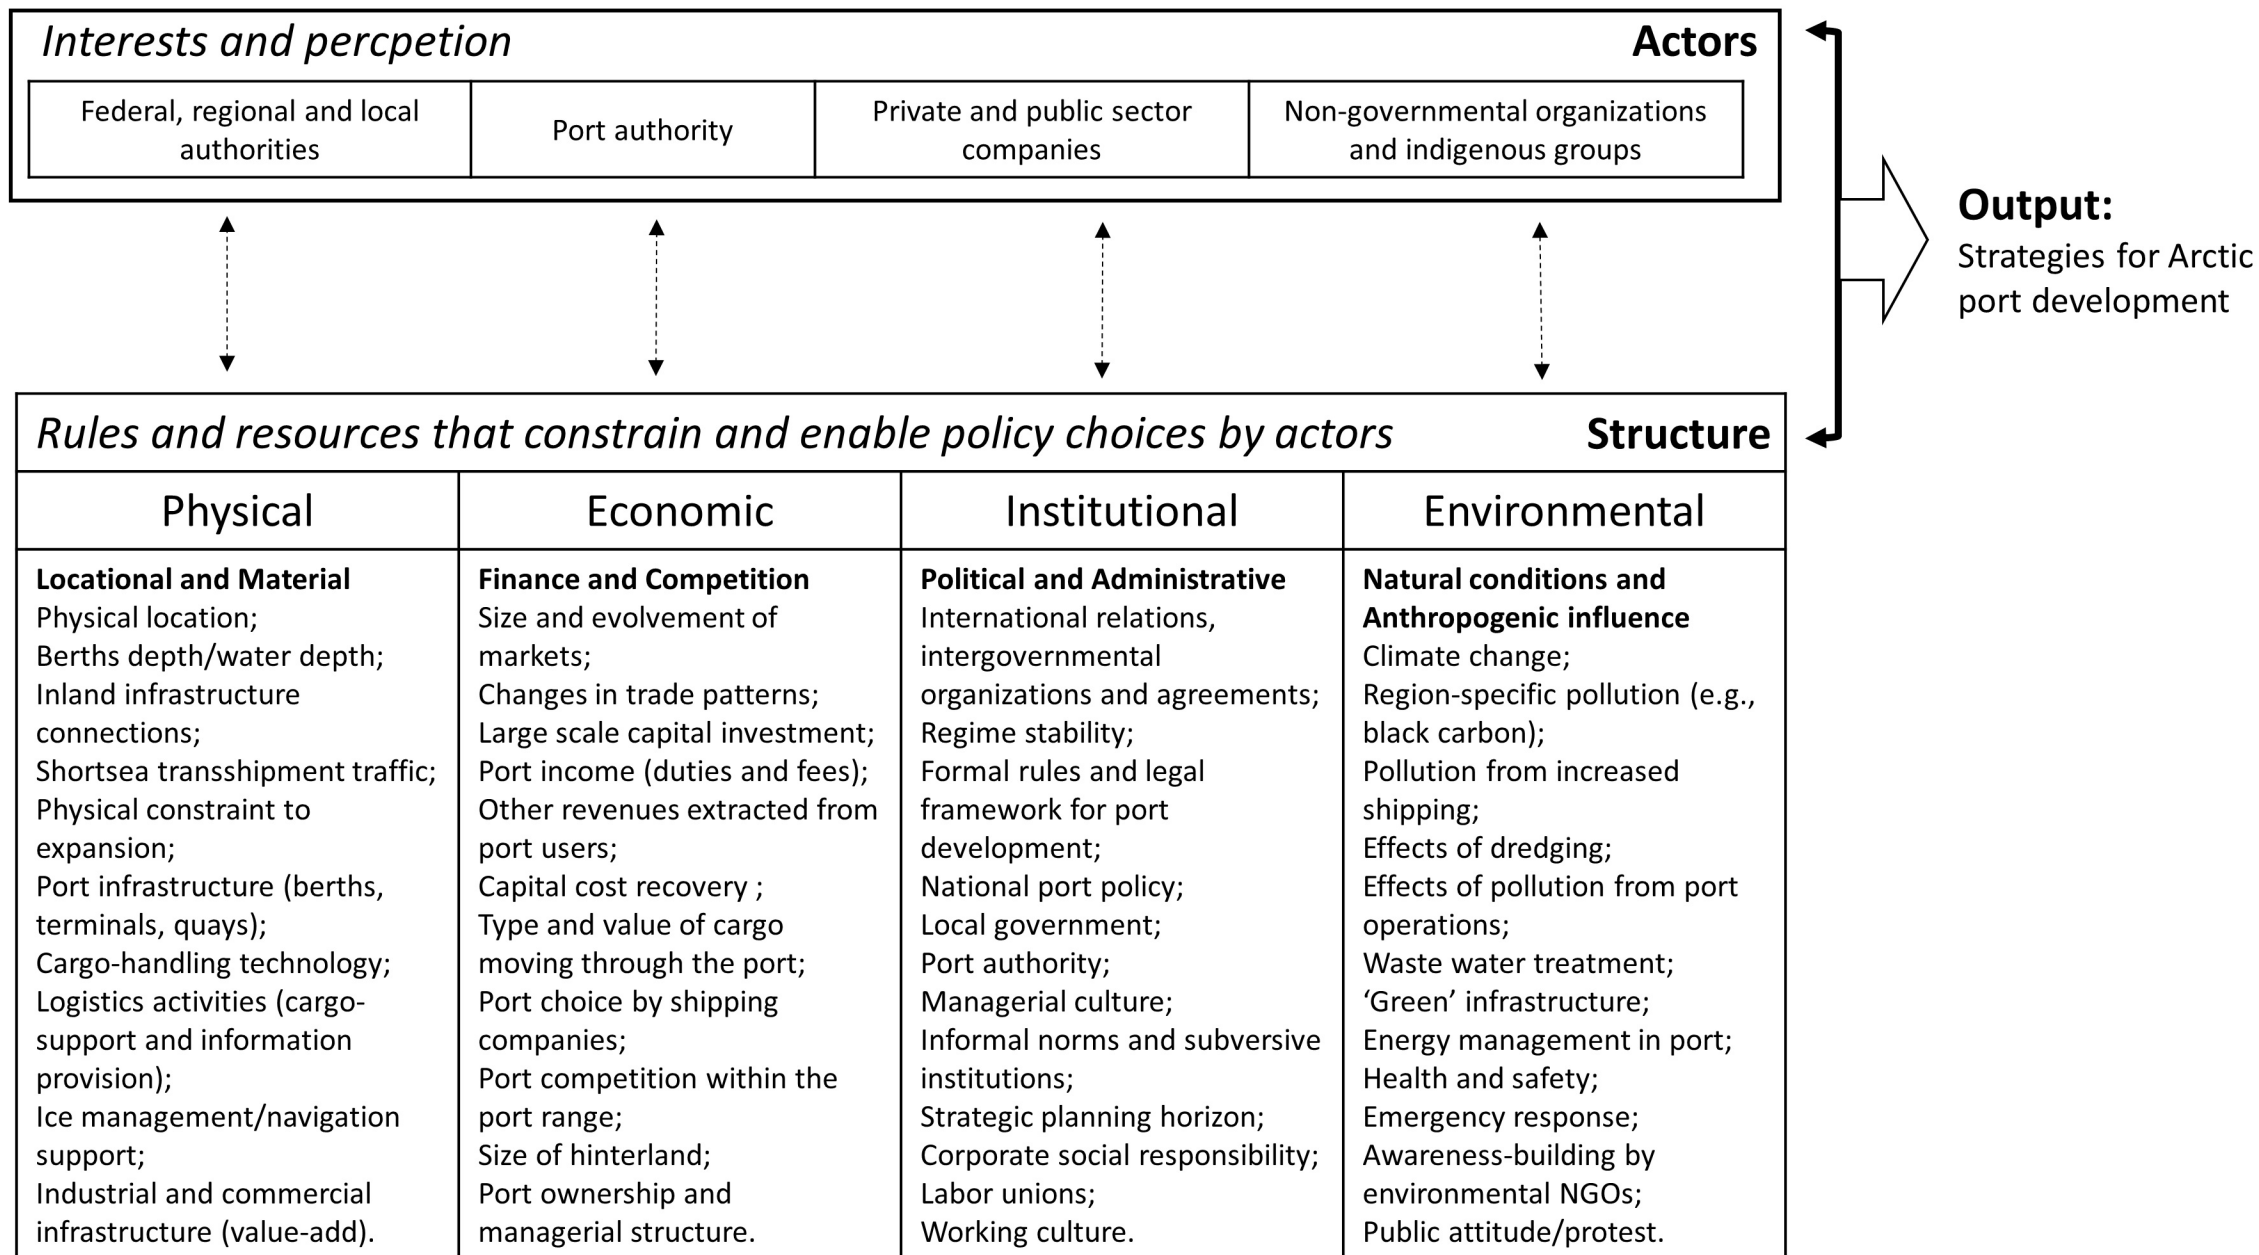 Interests and percpetion
Actors
Federal, regional and local
authorities
Port authority
Private and public sector
companies
Non-governmental organizations
and indigenous groups
Output:
Strategies for Arctic
port development
Rules and resources that constrain and enable policy choices by actors
Structure
Physical
Economic
Institutional
Environmental
Locational and Material
Physical location;
Berths depth/water depth;
Inland infrastructure
connections;
Shortsea transshipment traffic;
Physical constraint to
expansion;
Port infrastructure (berths,
terminals, quays);
Cargo-handling technology;
Logistics activities (cargo-
support and information
provision);
Ice management/navigation
support;
Industrial and commercial
infrastructure (value-add).
Finance and Competition
Size and evolvement of
markets;
Changes in trade patterns;
Large scale capital investment;
Port income (duties and fees);
Other revenues extracted from
port users;
Capital cost recovery ;
Type and value of cargo
moving through the port;
Port choice by shipping
companies;
Port competition within the
port range;
Size of hinterland;
Port ownership and
managerial structure.
Political and Administrative
International relations,
intergovernmental
organizations and agreements;
Regime stability;
Formal rules and legal
framework for port
development;
National port policy;
Local government;
Port authority;
Managerial culture;
Informal norms and subversive
institutions;
Strategic planning horizon;
Corporate social responsibility;
Labor unions;
Working culture.
Natural conditions and
Anthropogenic influence
Climate change;
Region-specific pollution (e.g.,
black carbon);
Pollution from increased
shipping;
Effects of dredging;
Effects of pollution from port
operations;
Waste water treatment;
‘Green’ infrastructure;
Energy management in port;
Health and safety;
Emergency response;
Awareness-building by
environmental NGOs;
Public attitude/protest.